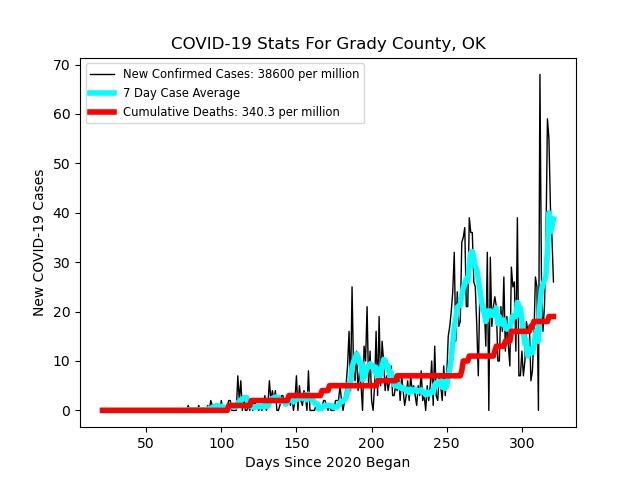 COVID-19 Stats For Grady County, OK
New Confirmed Cases: 38600 per million
7 Day Case Average
Cumulative Deaths: 340.3 per million
New COVID-19 Cases
70
60
50
40
30
20
10
0
50 100 150 200 250 300
Days Since 2020 Began